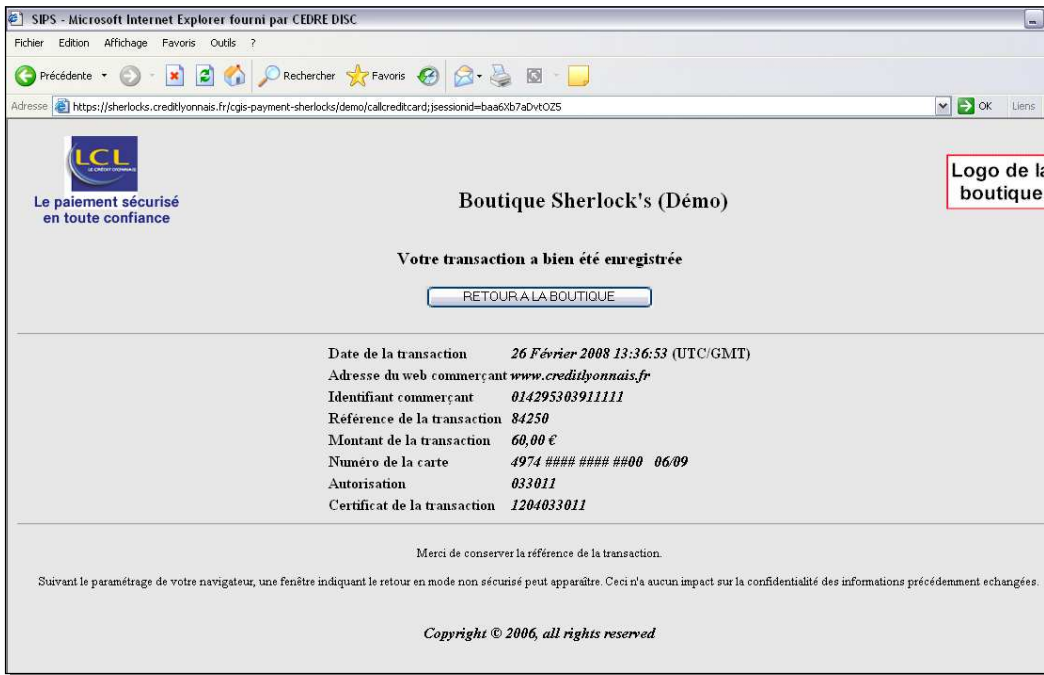 SIPS - Microsoft Internet Explorer fourni par CEDRE DISC
Fichier Edition Affichage Favoris Outils ?
Précédente Rechercher Favoris
Adresse https://sherlocks.creditlyonnais.fr/cgis-payment-sherlocks/demo/callcreditcard;jsessionid=baa6Xb7aDvtOZ5 OK Liens
LCL
LE CREDIT LYONNAIS
Le paiement sécurisé
en toute confiance
Boutique Sherlock's (Démo)
Logo de la
boutique
Votre transaction a bien été enregistrée
RETOUR A LA BOUTIQUE
Date de la transaction 26 Février 2008 13:36:53 (UTC/GMT)
Adresse du web commerçant www.creditlyonnais.fr
Identifiant commerçant 014295303911111
Référence de la transaction 84250
Montant de la transaction 60,00 €
Numéro de la carte 4974 #### #### ##00 06/09
Autorisation 033011
Certificat de la transaction 1204033011
Merci de conserver la référence de la transaction.
Suivant le paramétrage de votre navigateur, une fenêtre indiquant le retour en mode non sécurisé peut apparaître. Ceci n'a aucun impact sur la confidentialité des informations précédemment echangées.
Copyright © 2006, all rights reserved